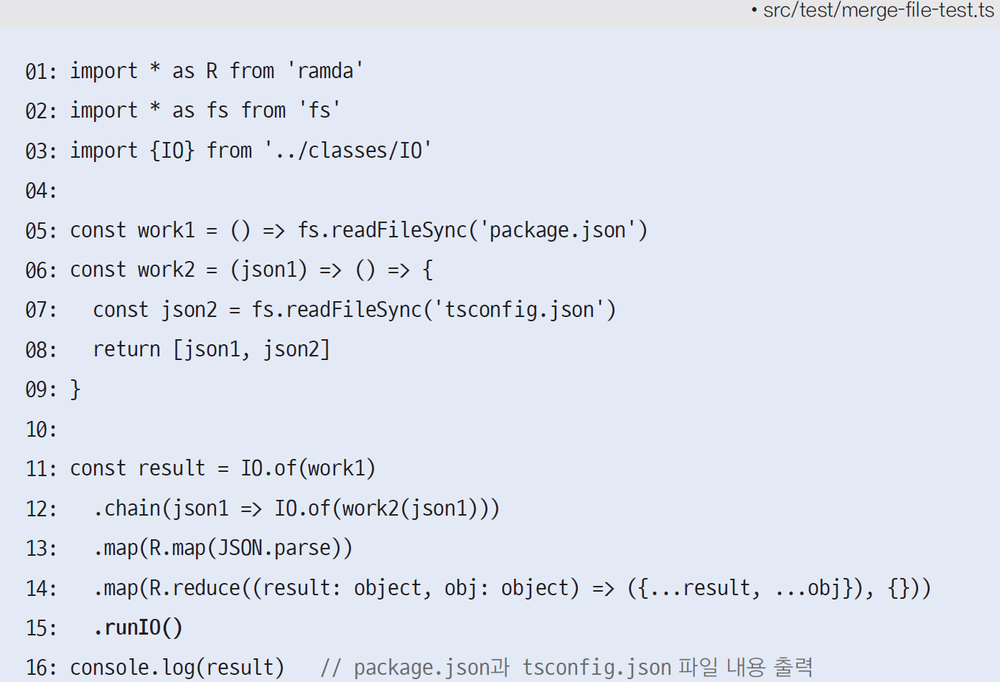 • src/test/merge-file-test.ts
01: import * as R from 'ramda'
02: import * as fs from 'fs'
03: import {IO} from '../classes/IO'
04:
05: const work1 = () => fs.readFileSync('package.json')
06: const work2 = (json1) => () => {
07:   const json2 = fs.readFileSync('tsconfig.json')
08:   return [json1, json2]
09: }
10:
11: const result = IO.of(work1)
12:   .chain(json1 => IO.of(work2(json1)))
13:   .map(R.map(JSON.parse))
14:   .map(R.reduce((result: object, obj: object) => ({...result, ...obj}), {}))
15:   .runIO()
16: console.log(result)   // package.json과 tsconfig.json 파일 내용 출력